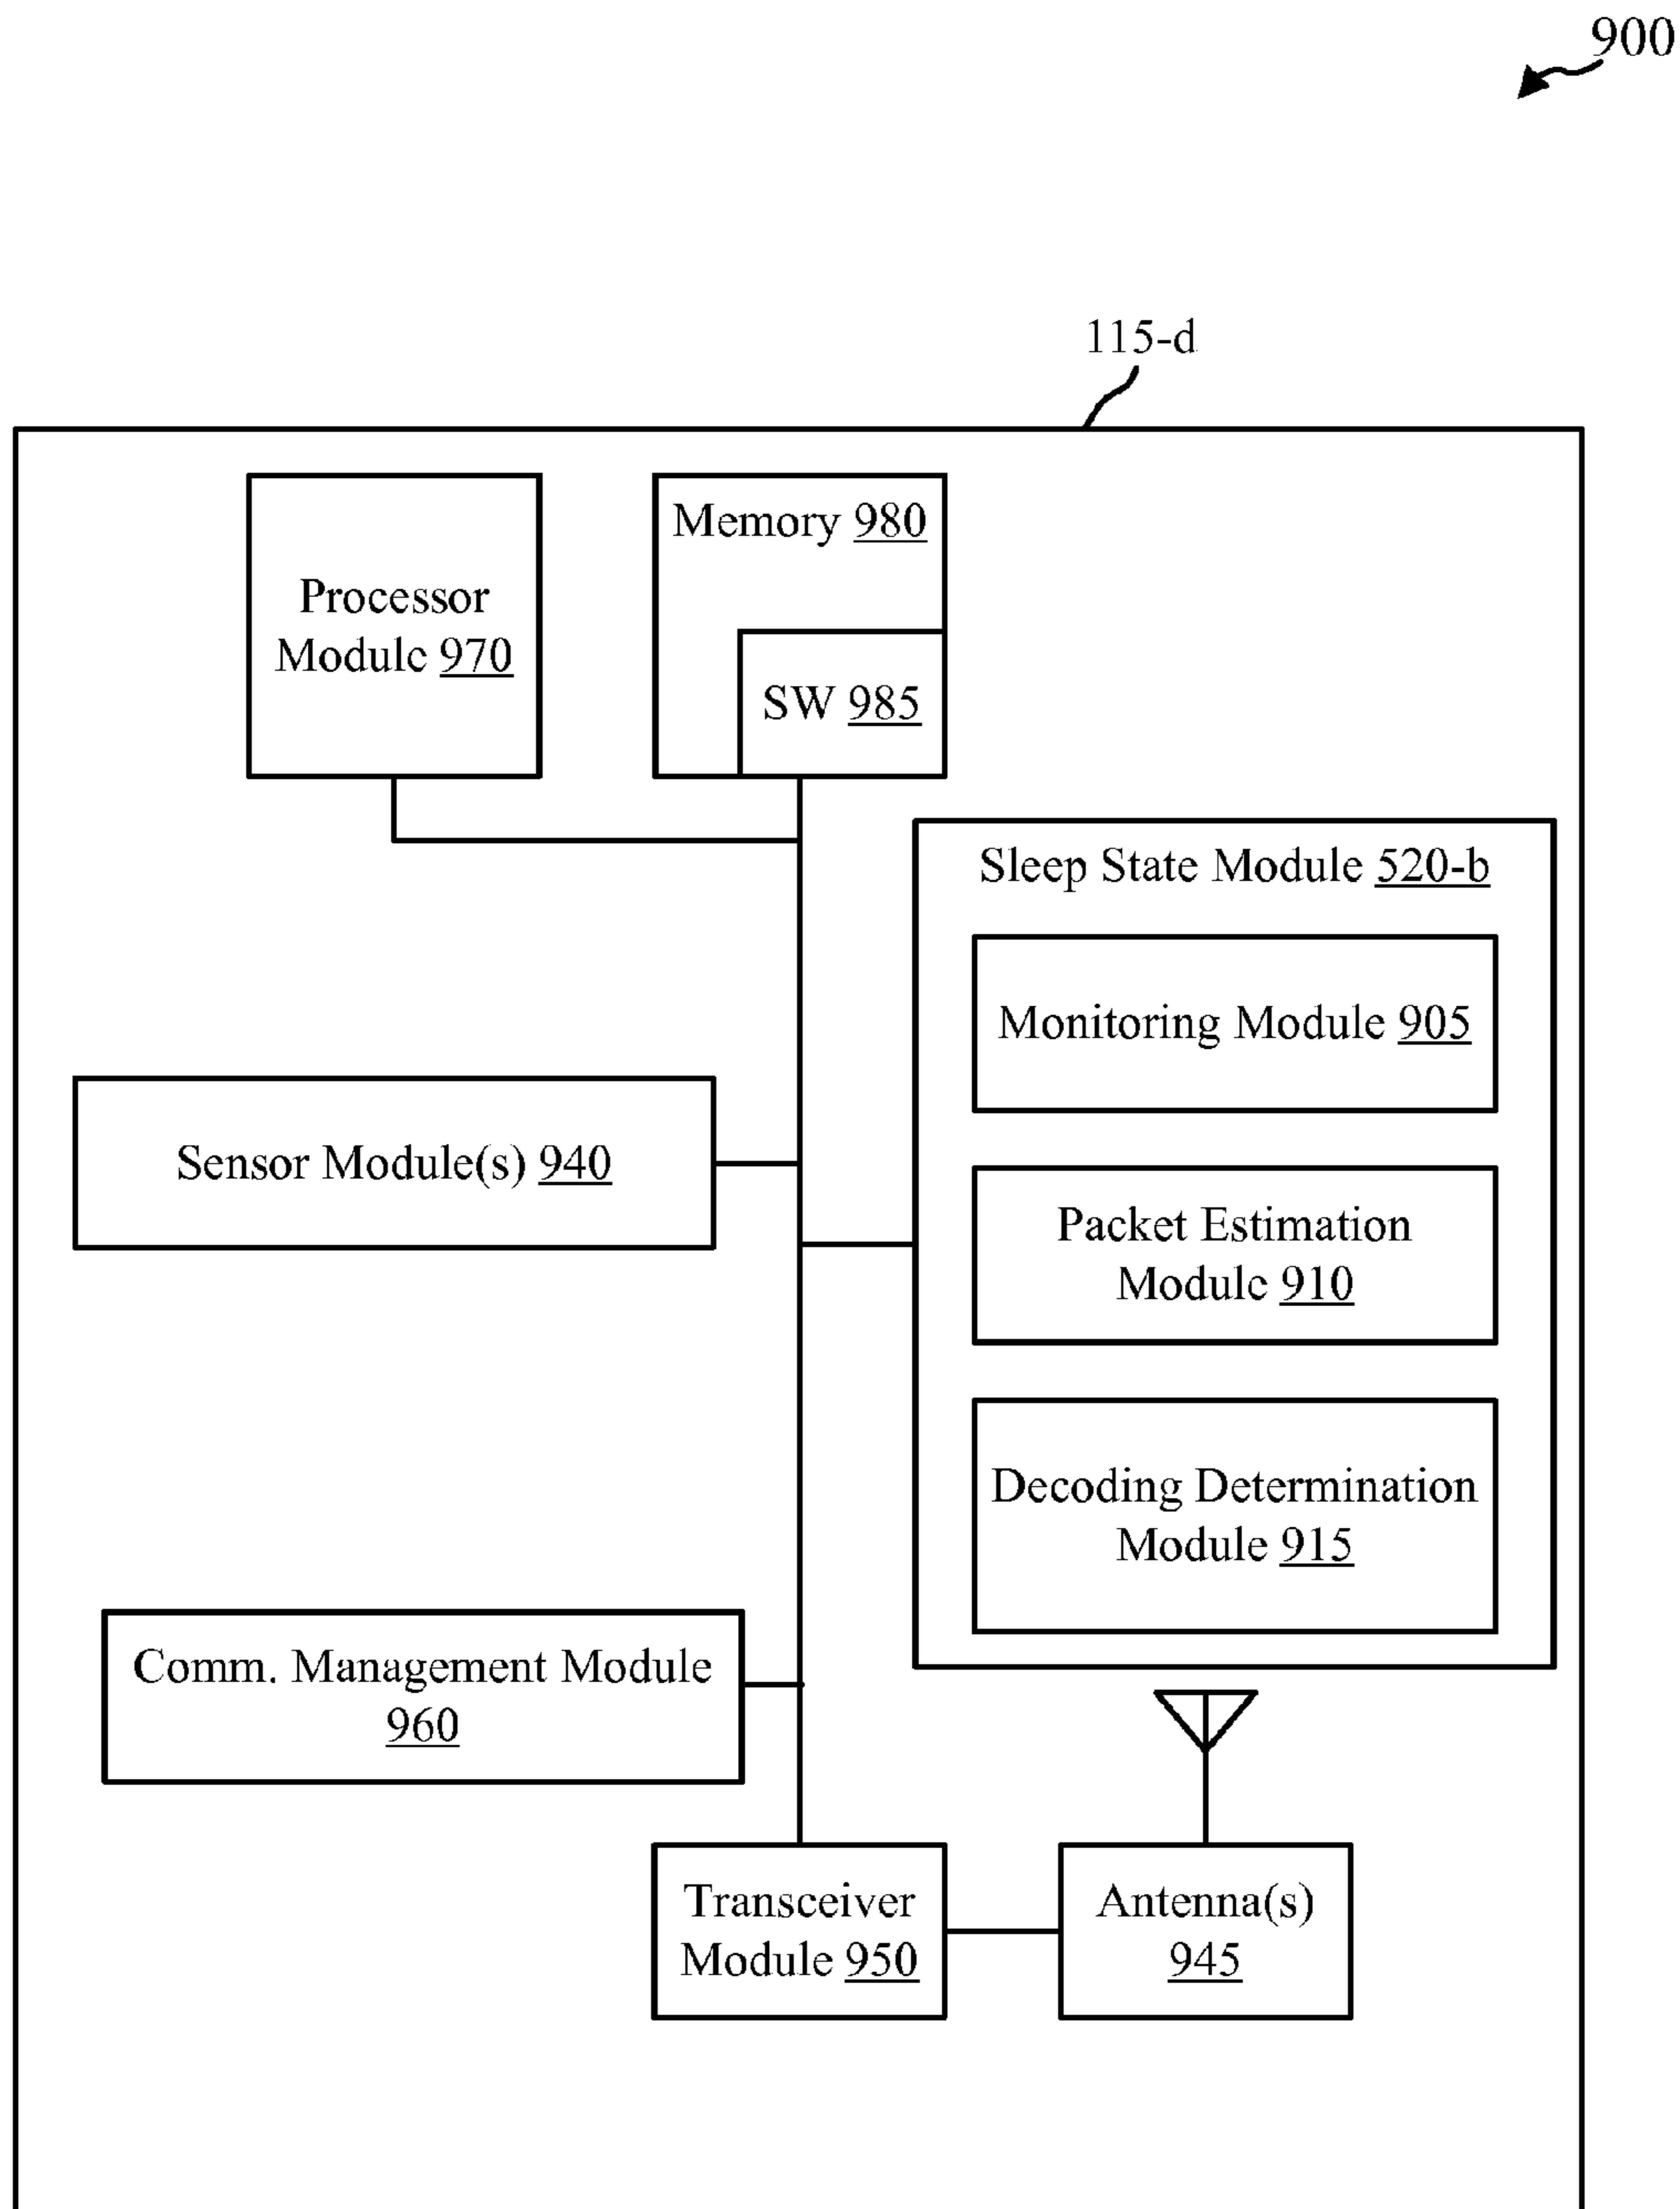 900
115-d
Processor
Module 970
Memory 980
SW 985
Sleep State Module 520-b
Monitoring Module 905
Sensor Module(s) 940
Packet Estimation
Module 910
Decoding Determination
Module 915
Comm. Management Module
960
Transceiver
Module 950
Antenna(s)
945